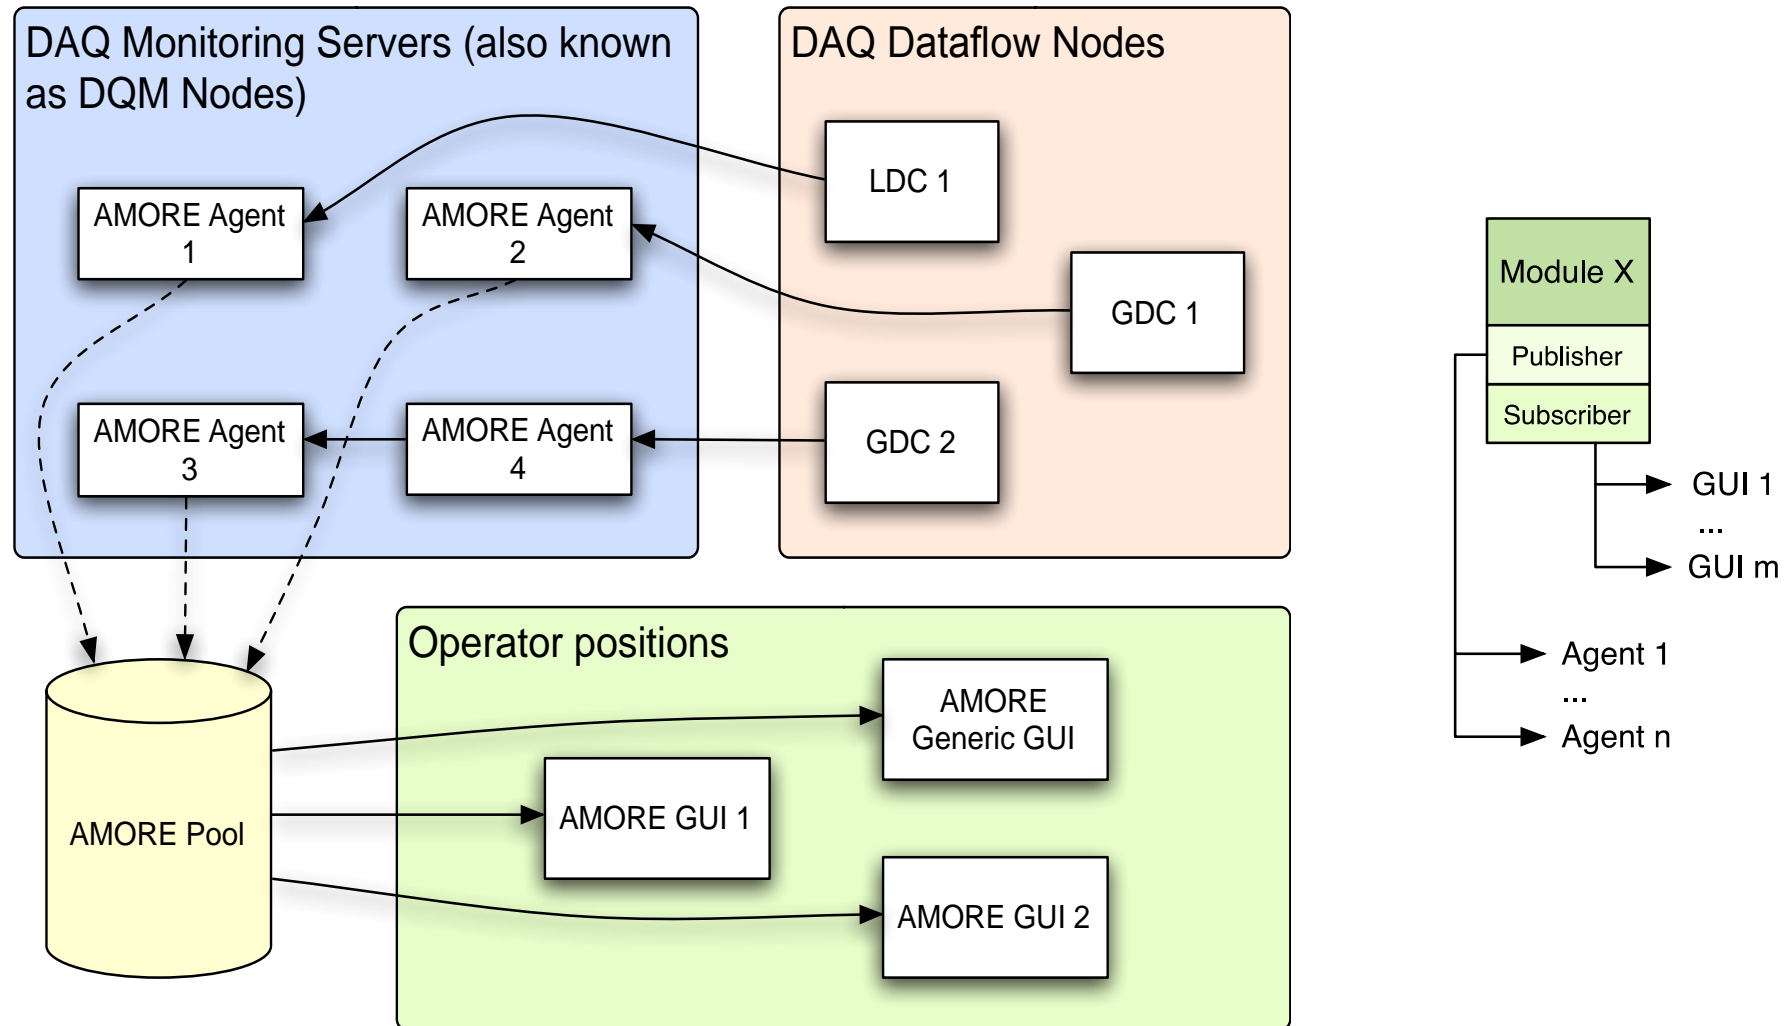 DAQ Monitoring Servers (also known
as DQM Nodes)
DAQ Dataflow Nodes
LDC 1
AMORE Agent
1
AMORE Agent
2
GDC 1
AMORE Agent
3
AMORE Agent
4
GDC 2
Operator positions
AMORE
Generic GUI
AMORE GUI 1
AMORE Pool
AMORE GUI 2
Module X
Publisher
Subscriber
GUI 1
...
GUI m
Agent 1
...
Agent n